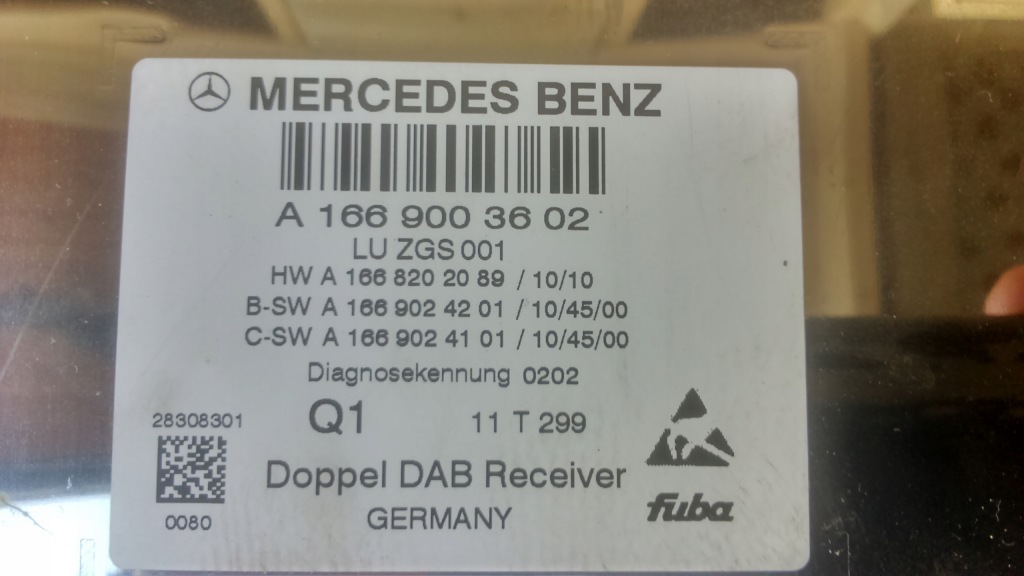 MERCEDES BENZ
A 166 900 3 6 02
LU ZGS 001
HW A 166 820 20 89 / 10/10
B-SW A 166 902 42 01 / 10/45/00
C-SW A 166 902 41 01 / 10/45/00
Diagnosekennung 0202
28308301 Q1 11 T 299
Doppel DAB Receiver
0080 GERMANY fuba